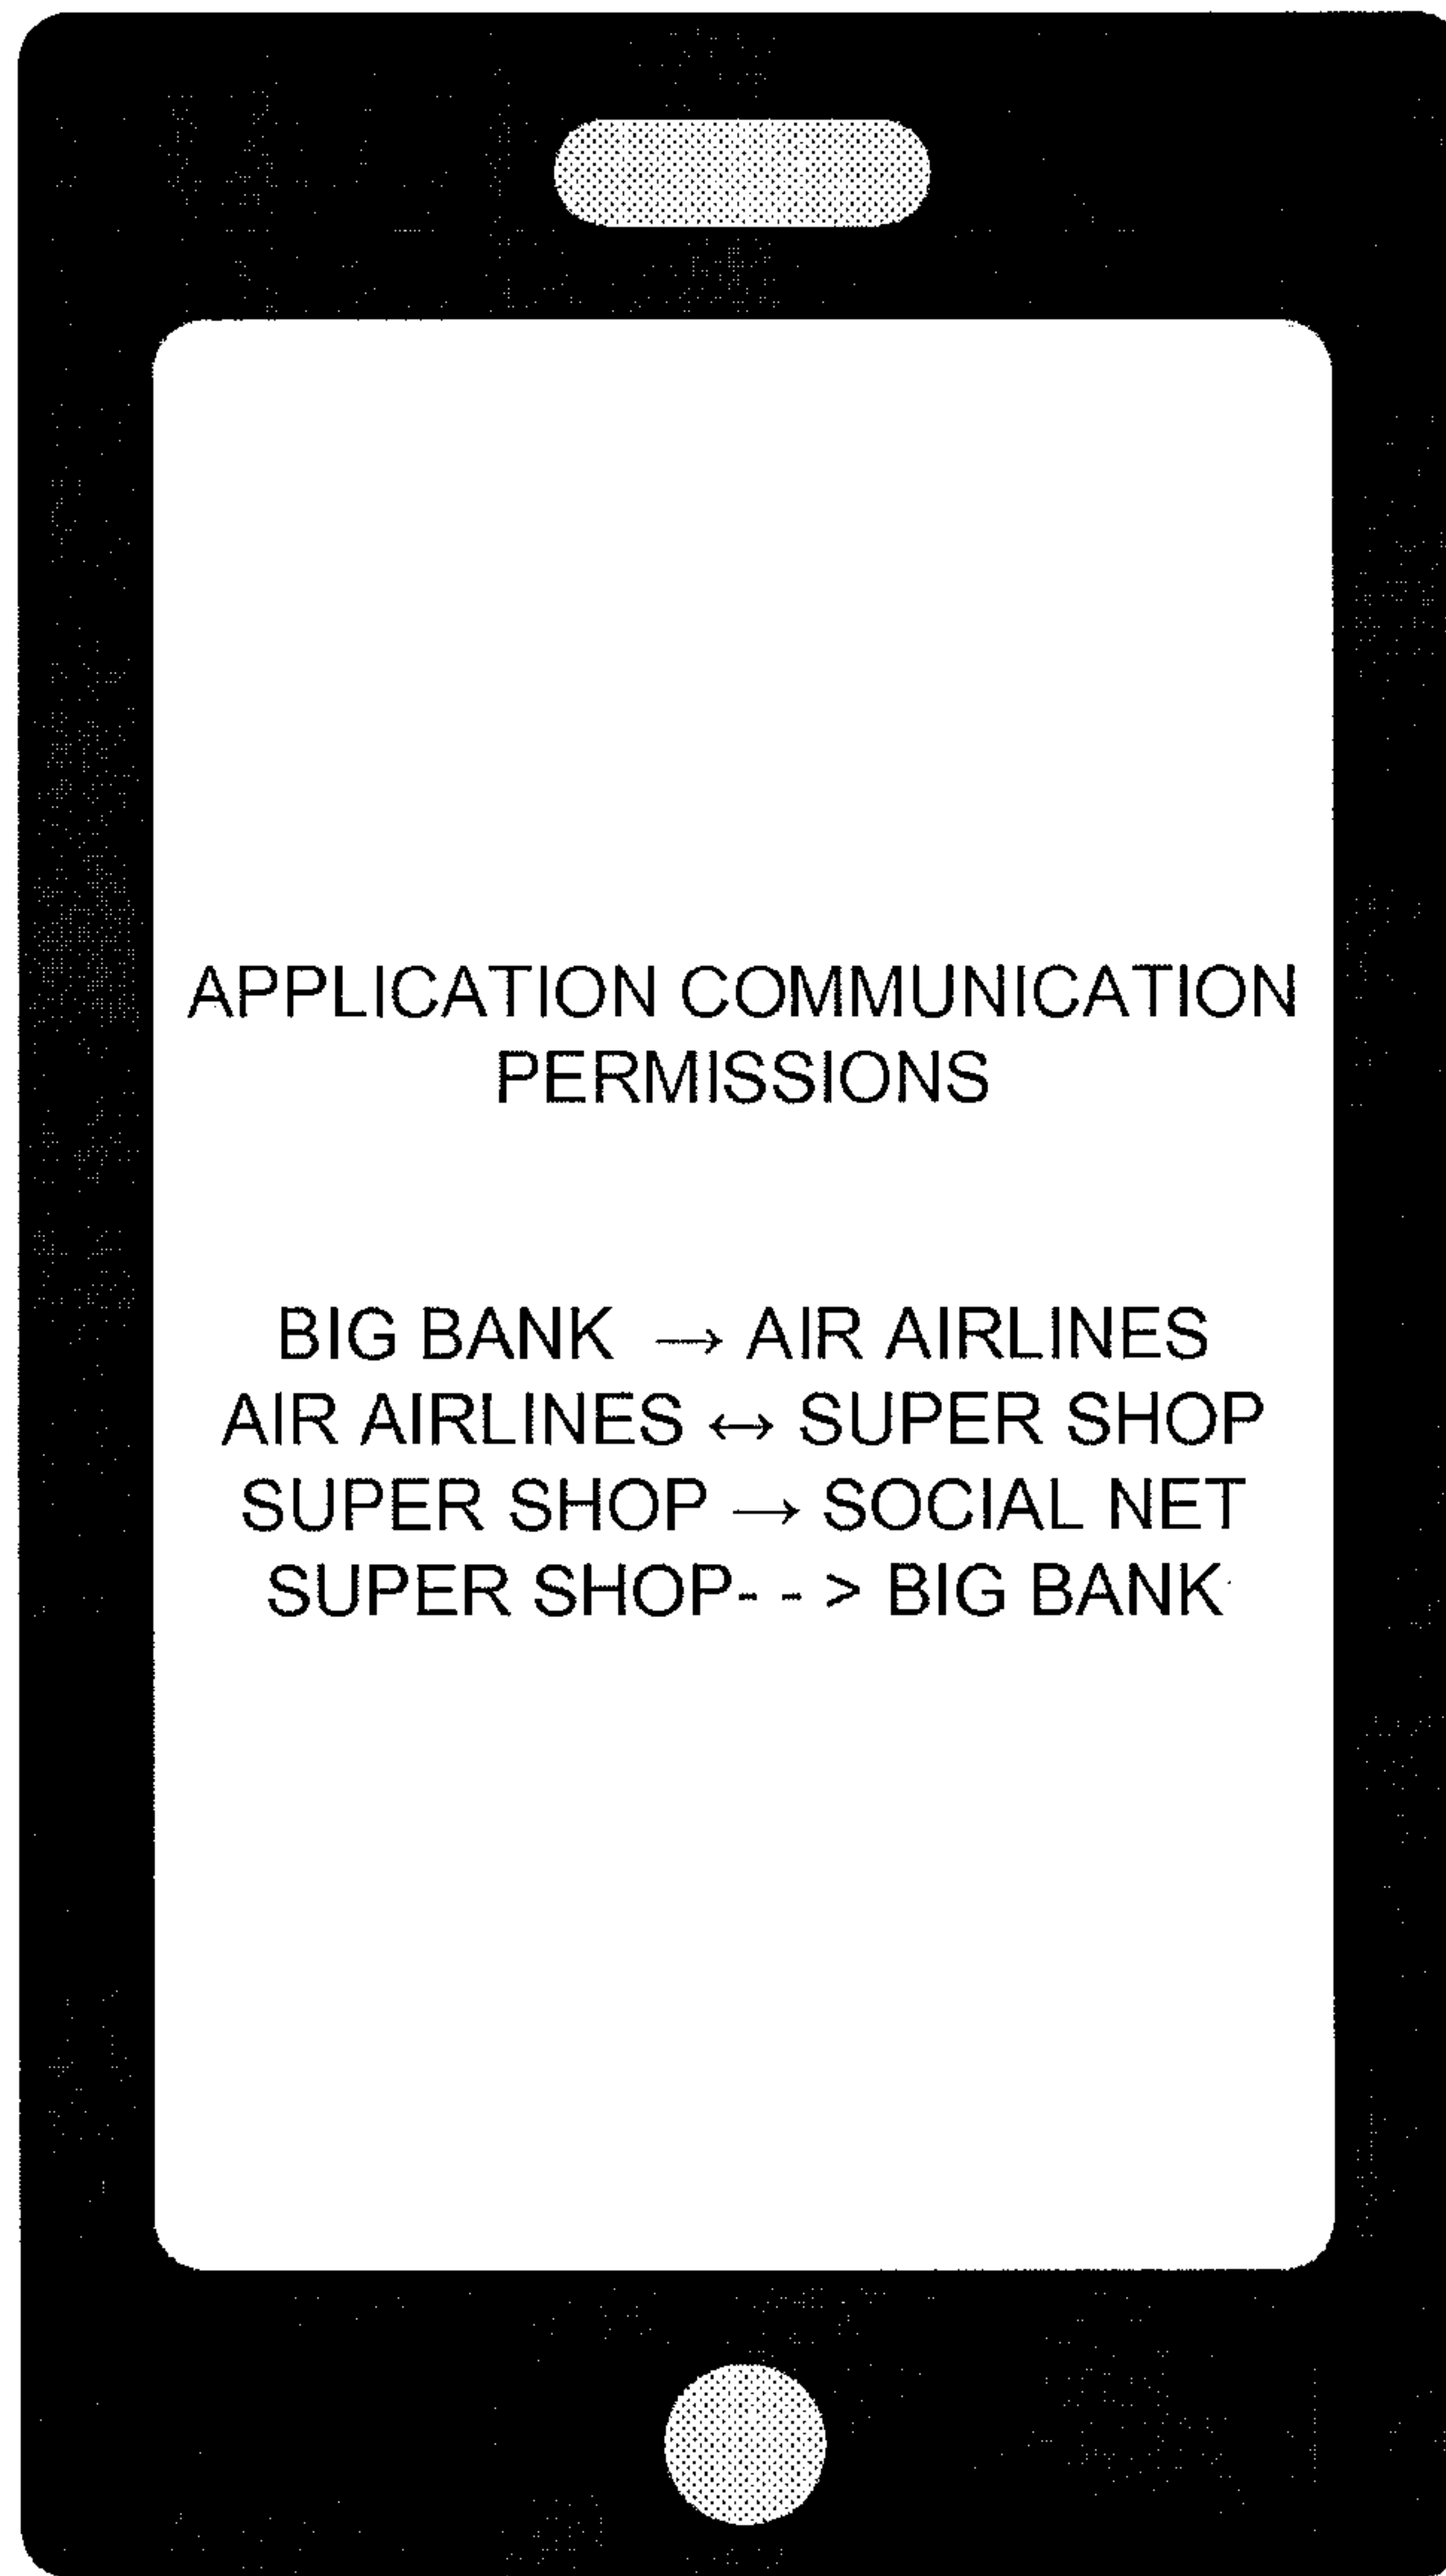 APPLICATION COMMUNICATION
PERMISSIONS
BIG BANK → AIR AIRLINES
AIR AIRLINES ↔ SUPER SHOP
SUPER SHOP → SOCIAL NET
SUPER SHOP- - > BIG BANK